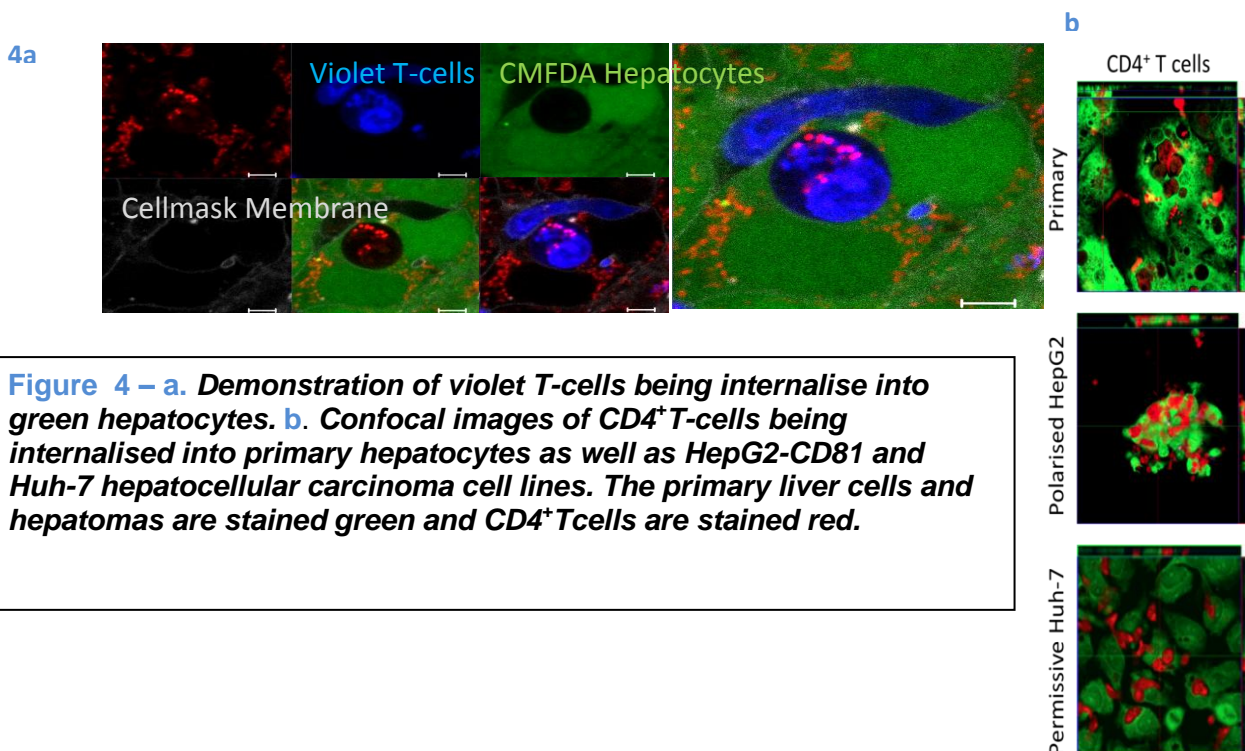 4a
Violet T-cells
CMFDA Hepatocytes
Cellmask Membrane
b
CD4⁺ T cells
Primary
Polarised HepG2
Permissive Huh-7
Figure 4 – a. Demonstration of violet T-cells being internalise into
green hepatocytes. b. Confocal images of CD4⁺T-cells being
internalised into primary hepatocytes as well as HepG2-CD81 and
Huh-7 hepatocellular carcinoma cell lines. The primary liver cells and
hepatomas are stained green and CD4⁺Tcells are stained red.